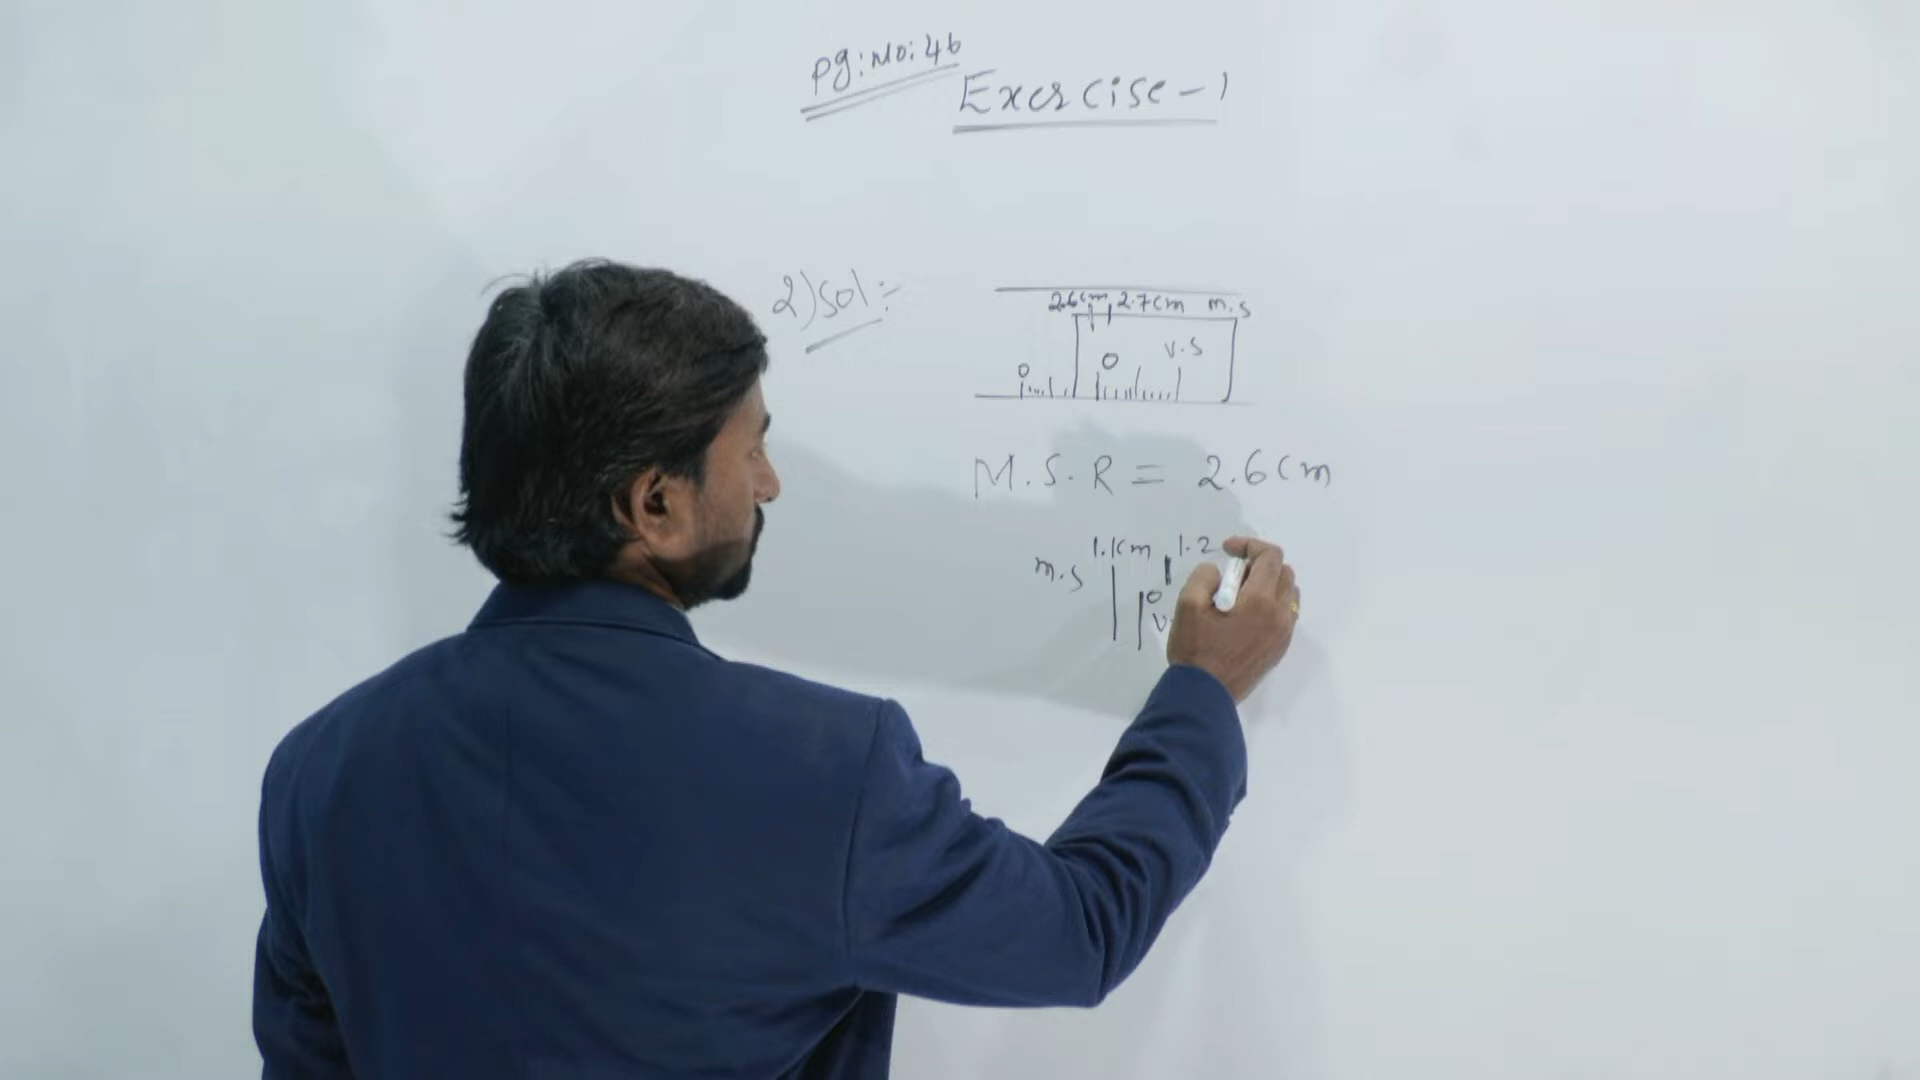 Pg:No:46
Exercise-1
2) Sol:-
2.6cm 2.7cm m.s
v.s
0
0
M.S.R = 2.6cm
1.1cm 1.2
m.s
0